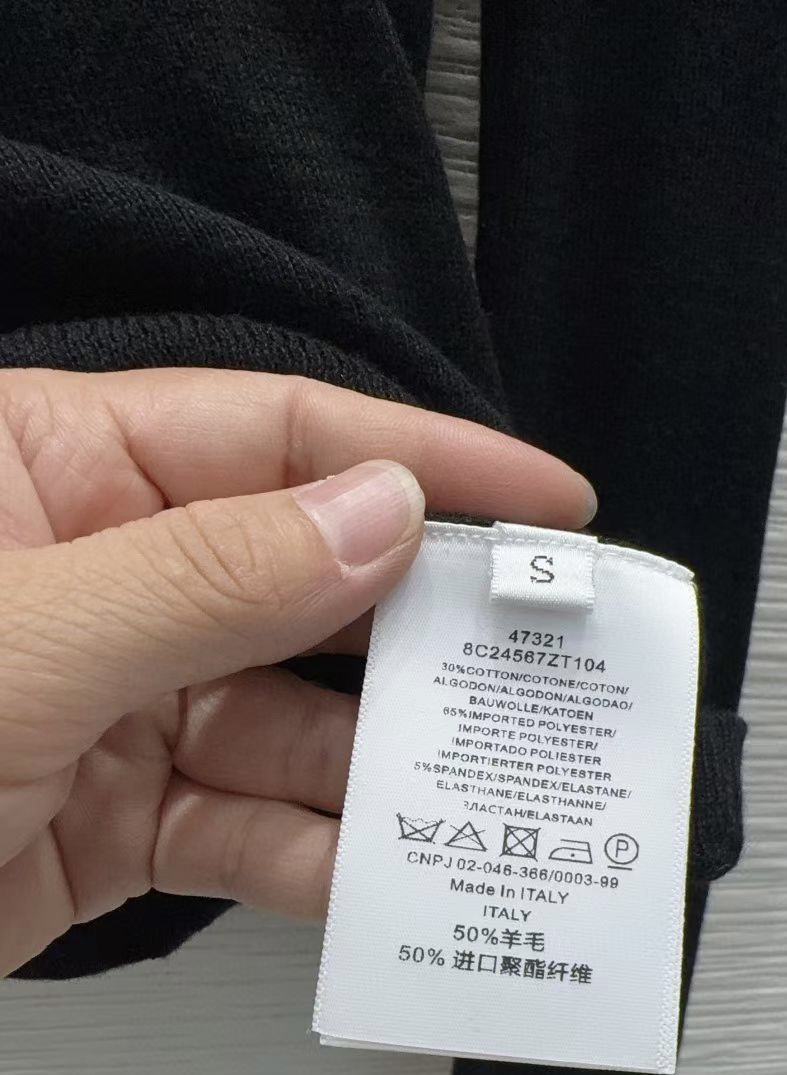 S
47321
8C24567ZT104
30%COTTON/COTONE/COTON/
ALGODON/ALGODON/ALGODAO/
BAUWOLLE/KATOEN
65%IMPORTED POLYESTER/
IMPORTE POLYESTER/
IMPORTADO POLIESTER
IMPORTIERTER POLYESTER
5%SPANDEX/SPANDEX/ELASTANE/
ELASTHANE/ELASTHANNE/
ЭЛАСТАН/ELASTAAN
P
CNPJ 02-046-366/0003-99
Made In ITALY
ITALY
50%羊毛
50% 进口聚酯纤维